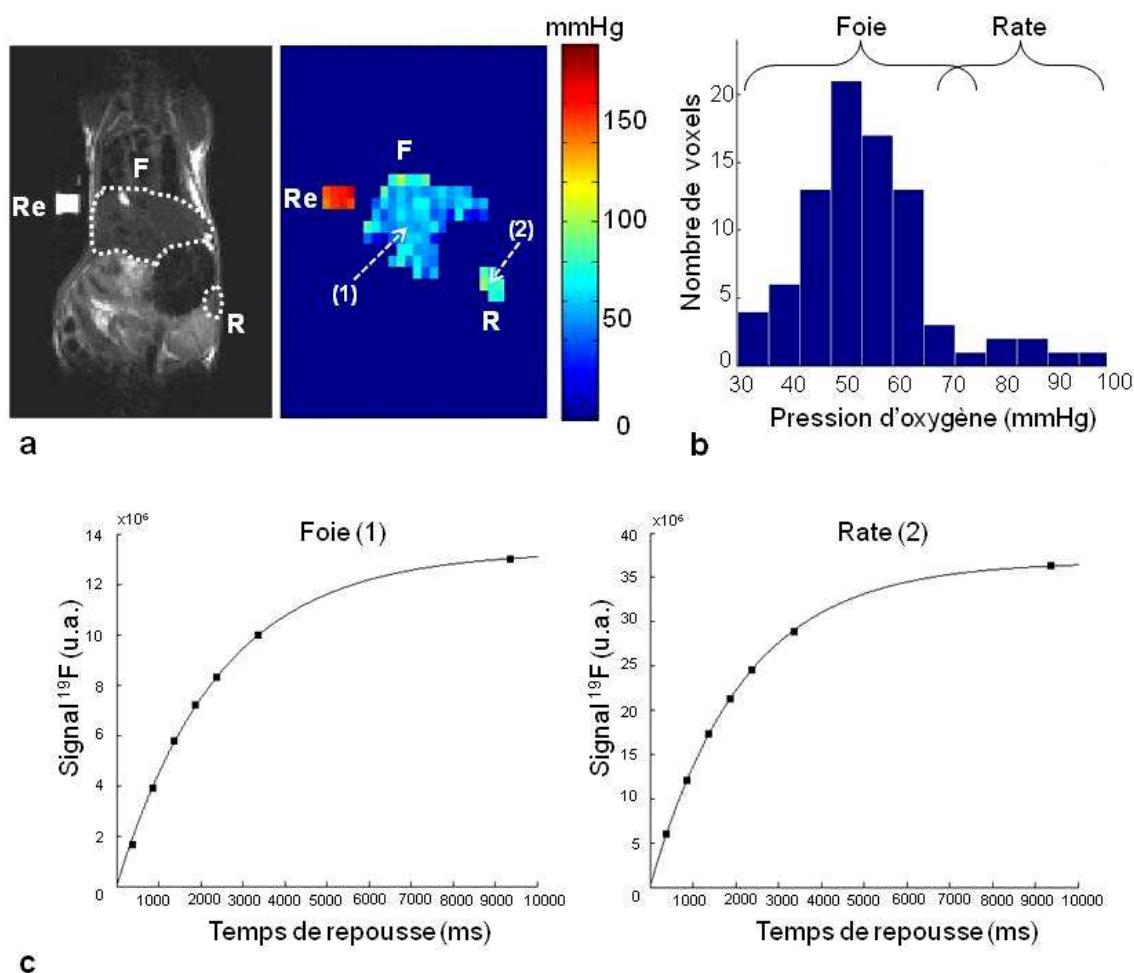 mmHg
F
Re
R
F
Re
(1)
(2)
R
150
100
50
0
a
Foie
Rate
Nombre de voxels
20
15
10
5
0
30 40 50 60 70 80 90 100
Pression d'oxygène (mmHg)
b
x10⁶
Foie (1)
Signal ¹⁹F (u.a.)
14
12
10
8
6
4
2
0
1000 2000 3000 4000 5000 6000 7000 8000 9000 10000
Temps de repousse (ms)
x10⁶
Rate (2)
Signal ¹⁹F (u.a.)
40
35
30
25
20
15
10
5
0
1000 2000 3000 4000 5000 6000 7000 8000 9000 10000
Temps de repousse (ms)
c